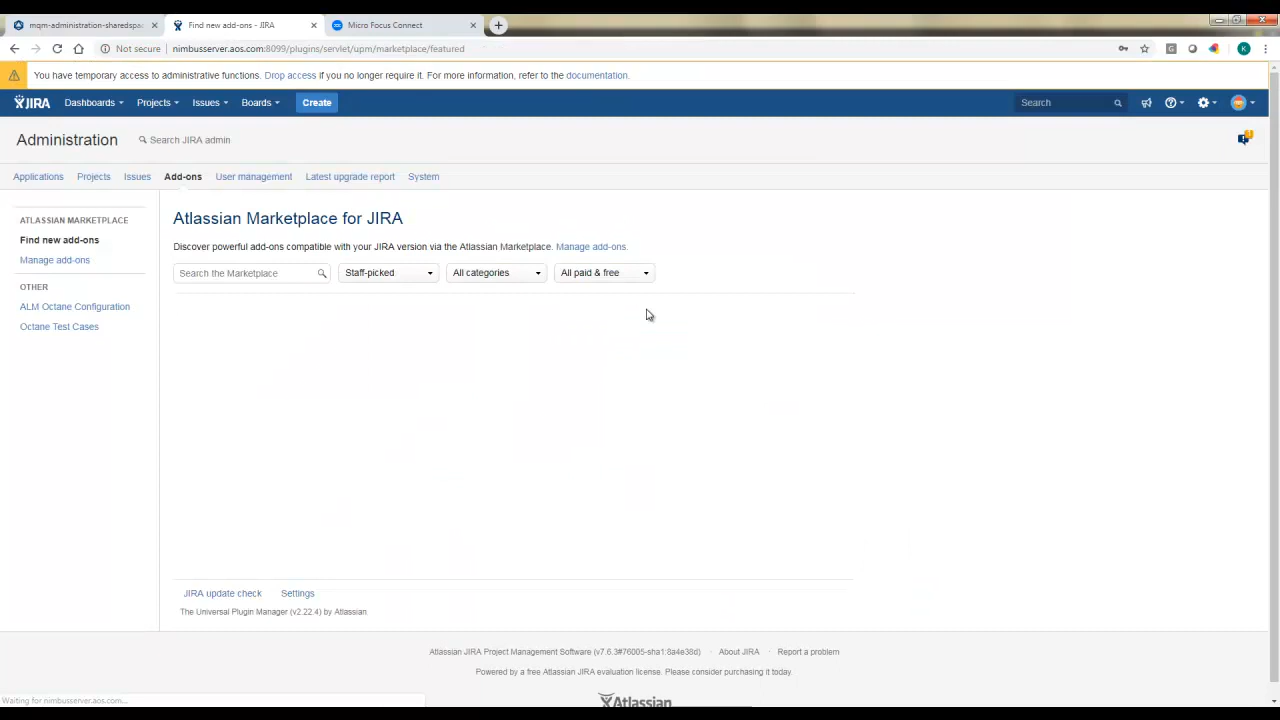 mqm-administration-sharedspac
Find new add-ons - JIRA
Micro Focus Connect
Not secure nimbusserver.aos.com:8099/plugins/servlet/upm/marketplace/featured
You have temporary access to administrative functions. Drop access if you no longer require it. For more information, refer to the documentation.
JIRA Dashboards Projects Issues Boards Create Search
Administration Search JIRA admin
Applications Projects Issues Add-ons User management Latest upgrade report System
ATLASSIAN MARKETPLACE
Find new add-ons
Manage add-ons
OTHER
ALM Octane Configuration
Octane Test Cases
Atlassian Marketplace for JIRA
Discover powerful add-ons compatible with your JIRA version via the Atlassian Marketplace. Manage add-ons.
Search the Marketplace Staff-picked All categories All paid & free
JIRA update check Settings
The Universal Plugin Manager (v2.22.4) by Atlassian.
Atlassian JIRA Project Management Software (v7.6.3#76005-sha1:8a4e38d) · About JIRA · Report a problem
Powered by a free Atlassian JIRA evaluation license. Please consider purchasing it today.
Atlassian
Waiting for nimbusserver.aos.com...